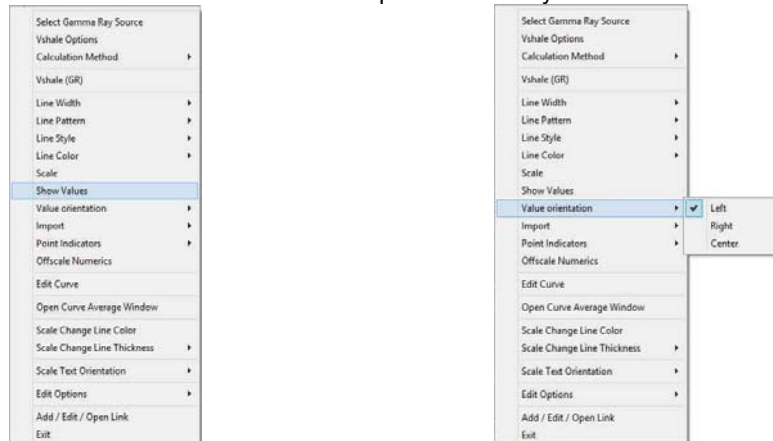 Select Gamma Ray Source
Vshale Options
Calculation Method
Vshale (GR)
Line Width
Line Pattern
Line Style
Line Color
Scale
Show Values
Value orientation
Import
Point Indicators
Offscale Numerics
Edit Curve
Open Curve Average Window
Scale Change Line Color
Scale Change Line Thickness
Scale Text Orientation
Edit Options
Add / Edit / Open Link
Exit
Select Gamma Ray Source
Vshale Options
Calculation Method
Vshale (GR)
Line Width
Line Pattern
Line Style
Line Color
Scale
Show Values
Value orientation
Left
Right
Center
Import
Point Indicators
Offscale Numerics
Edit Curve
Open Curve Average Window
Scale Change Line Color
Scale Change Line Thickness
Scale Text Orientation
Edit Options
Add / Edit / Open Link
Exit